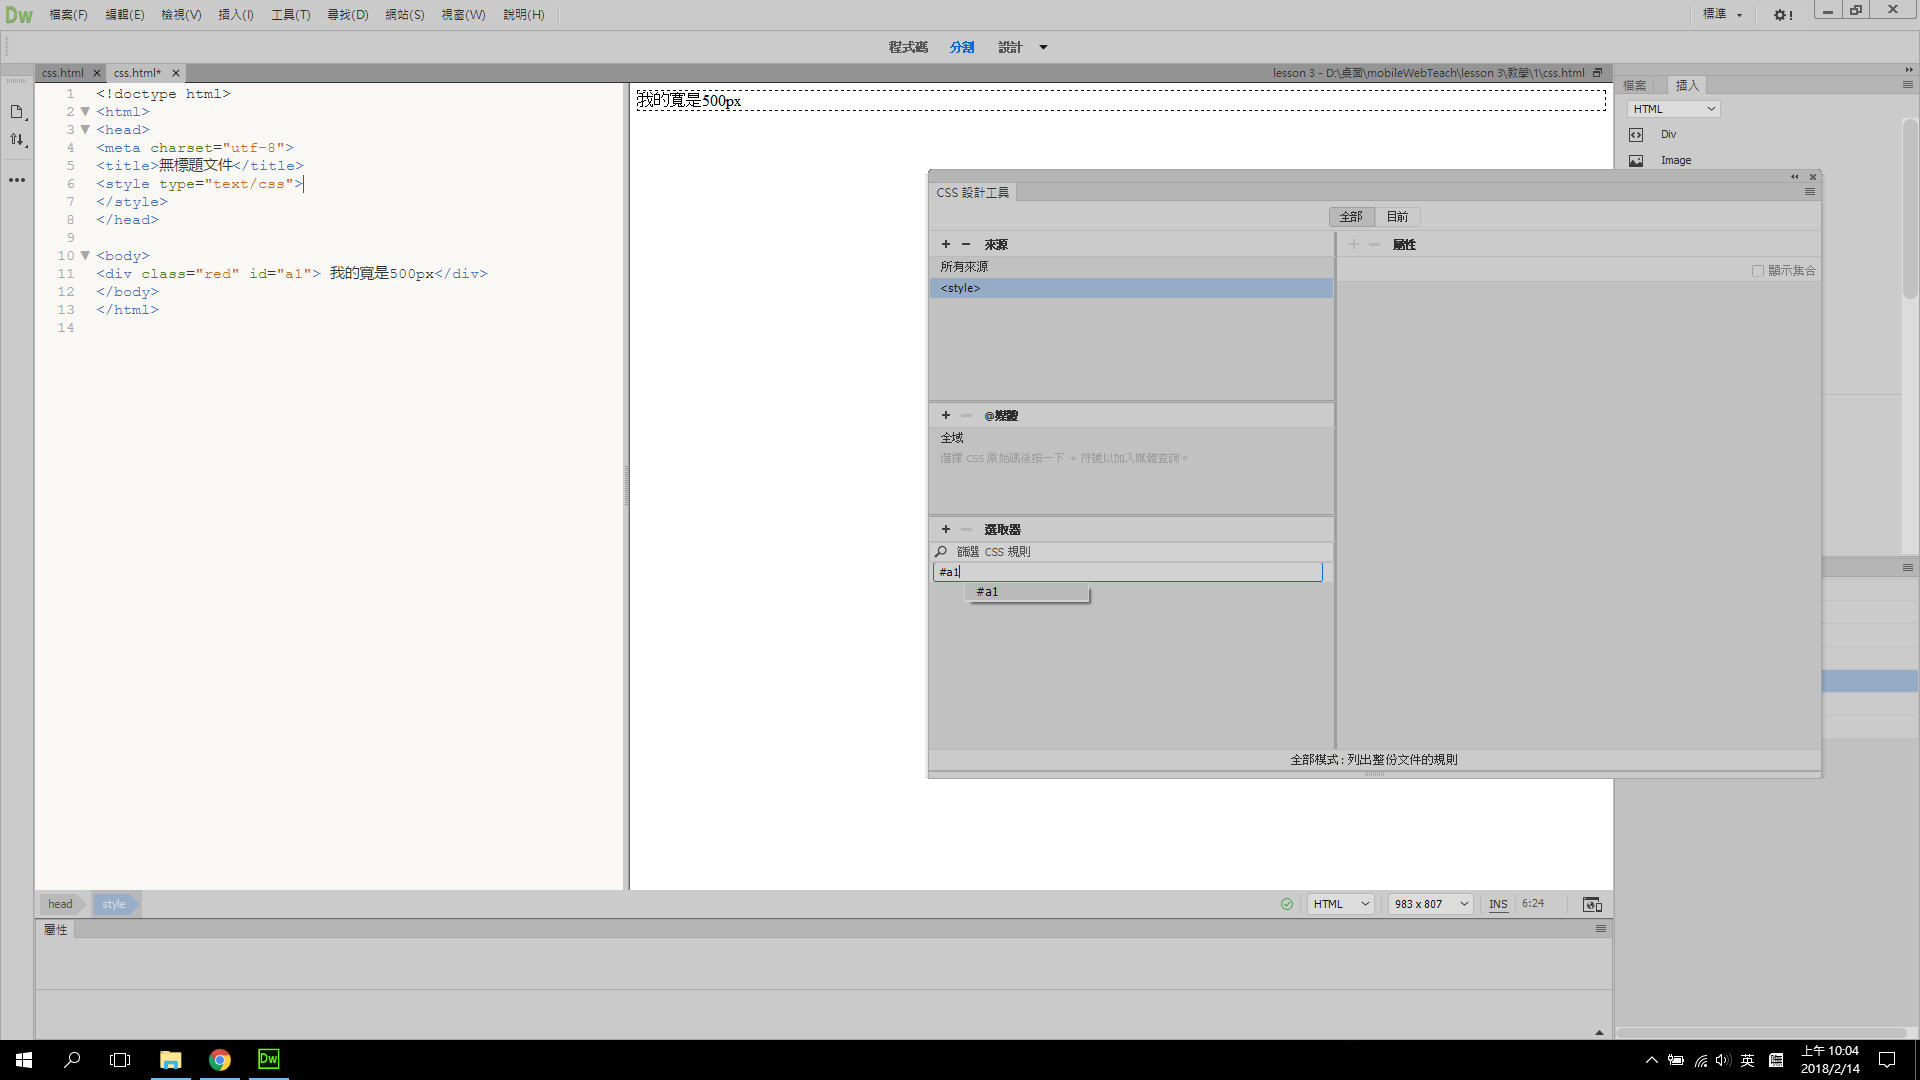 Dw 檔案(F) 編輯(E) 檢視(V) 插入(I) 工具(T) 尋找(D) 網站(S) 視窗(W) 說明(H) 標準 !
程式碼 分割 設計
css.html × css.html* × lesson 3 - D:\桌面\mobileWebTeach\lesson 3\教學\1\css.html
1 <!doctype html>
2 <html>
3 <head>
4 <meta charset="utf-8">
5 <title>無標題文件</title>
6 <style type="text/css">
7 </style>
8 </head>
9
10 <body>
11 <div class="red" id="a1"> 我的寬是500px</div>
12 </body>
13 </html>
14
我的寬是500px
檔案 插入
HTML
Div
Image
CSS 設計工具
全部 目前
+ − 來源
所有來源
<style>
+ − 屬性
顯示集合
+ − @媒體
全域
選擇 CSS 原始碼後按一下 + 符號以加入媒體查詢。
+ − 選取器
篩選 CSS 規則
#a1
#a1
全部模式 : 列出整份文件的規則
head style HTML 983 x 807 INS 6:24
屬性
Dw 英 上午 10:04
2018/2/14